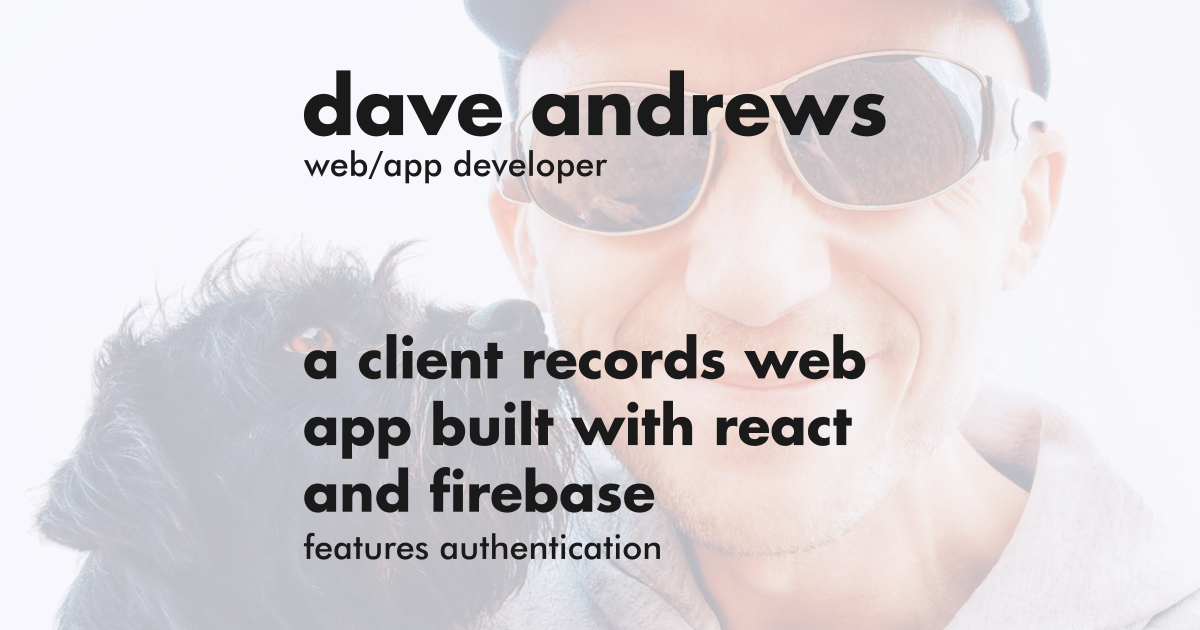 dave andrews
web/app developer
a client records web
app built with react
and firebase
features authentication